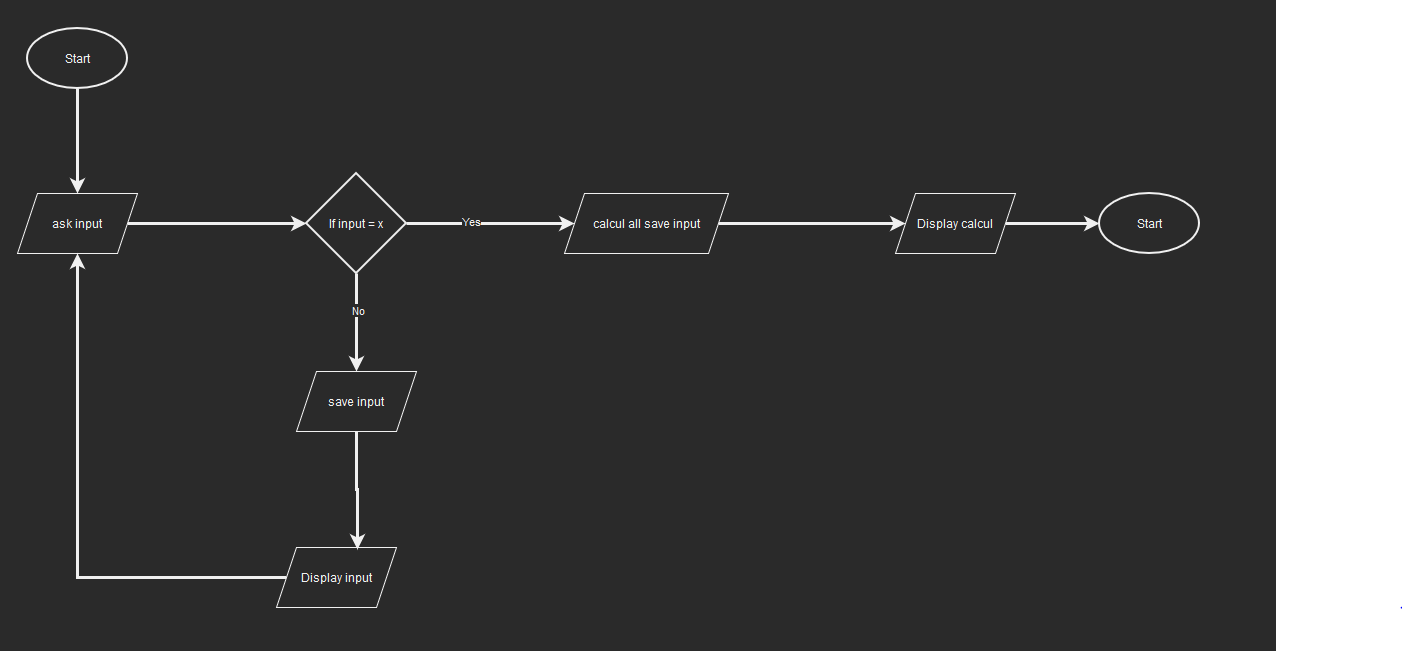 Start
ask input
If input = x
Yes
calcul all save input
Display calcul
Start
No
save input
Display input